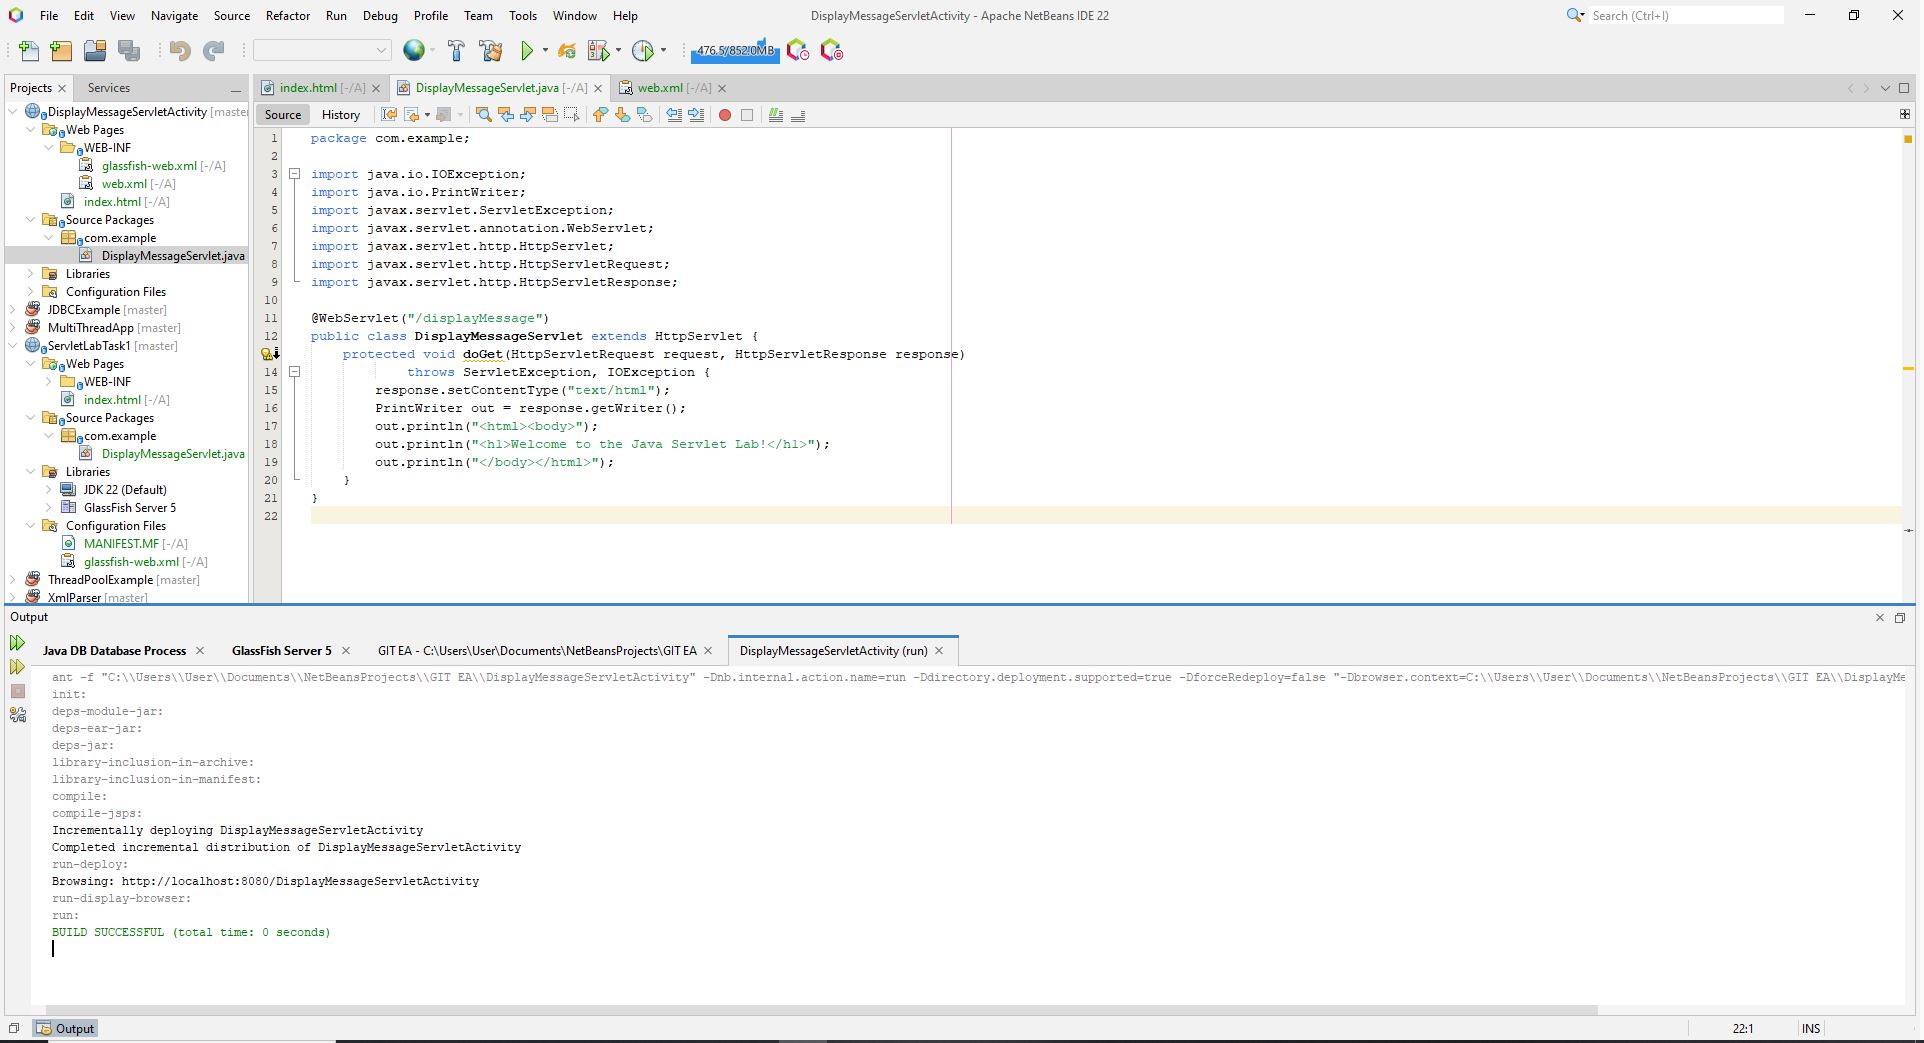 File Edit View Navigate Source Refactor Run Debug Profile Team Tools Window Help
DisplayMessageServletActivity - Apache NetBeans IDE 22
Search (Ctrl+I)
476.5/852.0MB
Projects
Services
DisplayMessageServletActivity [master
Web Pages
WEB-INF
glassfish-web.xml [-/A]
web.xml [-/A]
index.html [-/A]
Source Packages
com.example
DisplayMessageServlet.java
Libraries
Configuration Files
JDBCExample [master]
MultiThreadApp [master]
ServletLabTask1 [master]
Web Pages
WEB-INF
index.html [-/A]
Source Packages
com.example
DisplayMessageServlet.java
Libraries
JDK 22 (Default)
GlassFish Server 5
Configuration Files
MANIFEST.MF [-/A]
glassfish-web.xml [-/A]
ThreadPoolExample [master]
XmlParser [master]
index.html [-/A]
DisplayMessageServlet.java [-/A]
web.xml [-/A]
Source History
1 package com.example;
2
3 import java.io.IOException;
4 import java.io.PrintWriter;
5 import javax.servlet.ServletException;
6 import javax.servlet.annotation.WebServlet;
7 import javax.servlet.http.HttpServlet;
8 import javax.servlet.http.HttpServletRequest;
9 import javax.servlet.http.HttpServletResponse;
10
11 @WebServlet("/displayMessage")
12 public class DisplayMessageServlet extends HttpServlet {
protected void doGet(HttpServletRequest request, HttpServletResponse response)
14 throws ServletException, IOException {
15 response.setContentType("text/html");
16 PrintWriter out = response.getWriter();
17 out.println("<html><body>");
18 out.println("<h1>Welcome to the Java Servlet Lab!</h1>");
19 out.println("</body></html>");
20 }
21 }
22
Output
Java DB Database Process
GlassFish Server 5
GIT EA - C:\Users\User\Documents\NetBeansProjects\GIT EA
DisplayMessageServletActivity (run)
ant -f "C:\\Users\\User\\Documents\\NetBeansProjects\\GIT EA\\DisplayMessageServletActivity" -Dnb.internal.action.name=run -Ddirectory.deployment.supported=true -DforceRedeploy=false "-Dbrowser.context=C:\\Users\\User\\Documents\\NetBeansProjects\\GIT EA\\DisplayMe
init:
deps-module-jar:
deps-ear-jar:
deps-jar:
library-inclusion-in-archive:
library-inclusion-in-manifest:
compile:
compile-jsps:
Incrementally deploying DisplayMessageServletActivity
Completed incremental distribution of DisplayMessageServletActivity
run-deploy:
Browsing: http://localhost:8080/DisplayMessageServletActivity
run-display-browser:
run:
BUILD SUCCESSFUL (total time: 0 seconds)
Output
22:1
INS